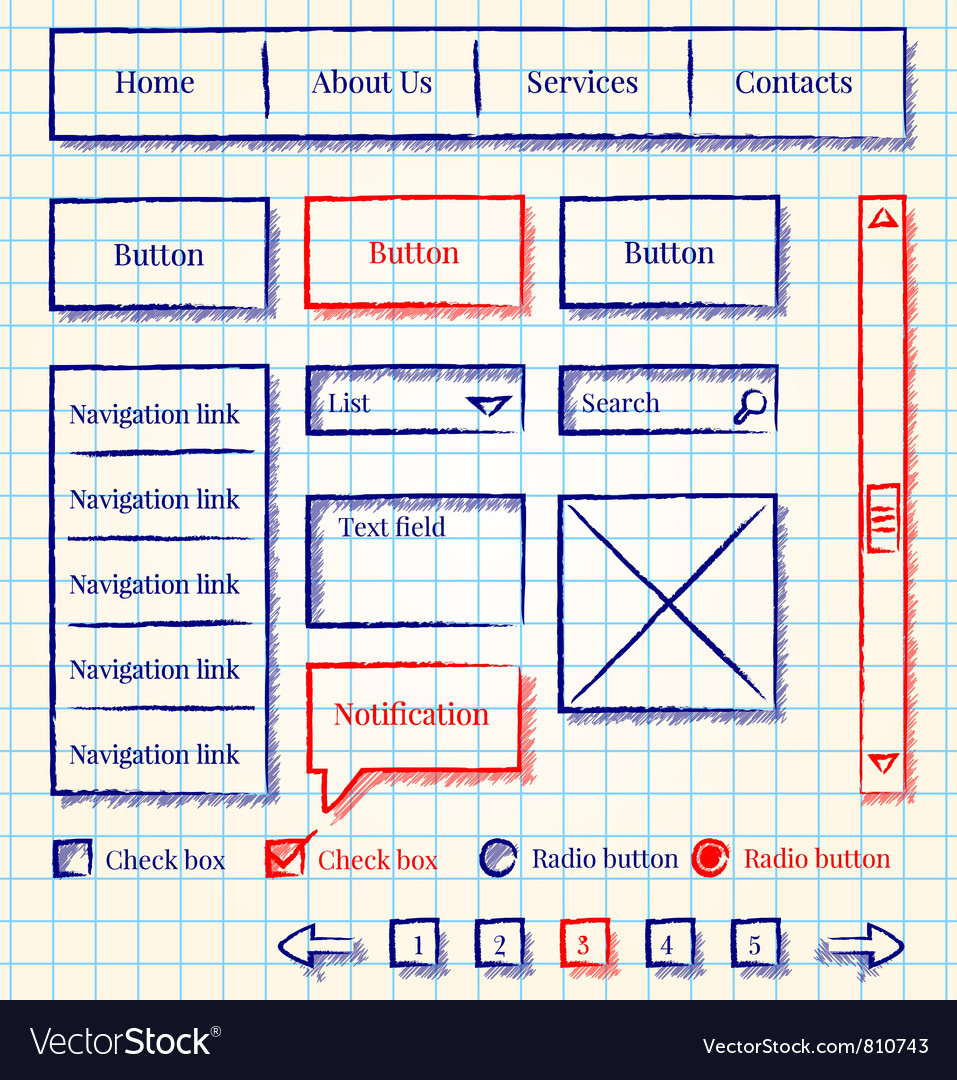 Home About Us Services Contacts
Button Button Button
Navigation link
Navigation link
Navigation link
Navigation link
Navigation link
List
Search
Text field
Notification
Check box Check box Radio button Radio button
1 2 3 4 5
VectorStock®
VectorStock.com/810743